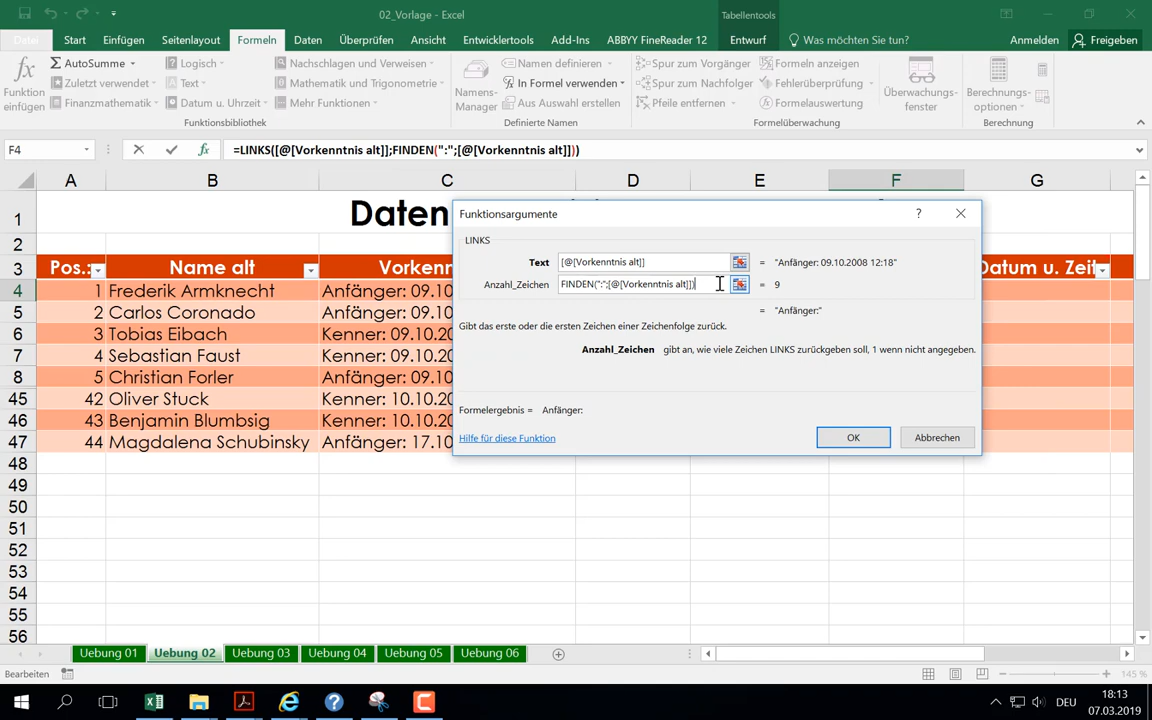 02_Vorlage - Excel
Tabellentools
Datei
Start
Einfügen
Seitenlayout
Formeln
Daten
Überprüfen
Ansicht
Entwicklertools
Add-Ins
ABBYY FineReader 12
Entwurf
Was möchten Sie tun?
Anmelden
Freigeben
fx
Funktion
einfügen
AutoSumme
Zuletzt verwendet
Finanzmathematik
Logisch
Text
Datum u. Uhrzeit
Nachschlagen und Verweisen
Mathematik und Trigonometrie
Mehr Funktionen
Funktionsbibliothek
Namens-
Manager
Namen definieren
In Formel verwenden
Aus Auswahl erstellen
Definierte Namen
Spur zum Vorgänger
Spur zum Nachfolger
Pfeile entfernen
Formeln anzeigen
Fehlerüberprüfung
Formelauswertung
Formelüberwachung
Überwachungs-
fenster
Berechnungs-
optionen
Berechnung
F4
fx
=LINKS([@[Vorkenntnis alt]];FINDEN(":";[@[Vorkenntnis alt]]))
A B C D E F G
1 Daten
2
3 Pos.: Name alt Vorkenn Datum u. Zeit
4 1 Frederik Armknecht Anfänger: 09.10
5 2 Carlos Coronado Anfänger: 09.10
6 3 Tobias Eibach Kenner: 09.10.20
7 4 Sebastian Faust Kenner: 09.10.20
8 5 Christian Forler Anfänger: 09.10
45 42 Oliver Stuck Kenner: 10.10.20
46 43 Benjamin Blumbsig Kenner: 10.10.20
47 44 Magdalena Schubinsky Anfänger: 17.10
48
49
50
51
52
53
54
55
56
Funktionsargumente
?
LINKS
Text [@[Vorkenntnis alt]] = "Anfänger: 09.10.2008 12:18"
Anzahl_Zeichen FINDEN(":";[@[Vorkenntnis alt]]) = 9
= "Anfänger:"
Gibt das erste oder die ersten Zeichen einer Zeichenfolge zurück.
Anzahl_Zeichen gibt an, wie viele Zeichen LINKS zurückgeben soll, 1 wenn nicht angegeben.
Formelergebnis = Anfänger:
Hilfe für diese Funktion
OK
Abbrechen
Uebung 01
Uebung 02
Uebung 03
Uebung 04
Uebung 05
Uebung 06
Bearbeiten
145 %
DEU
18:13
07.03.2019